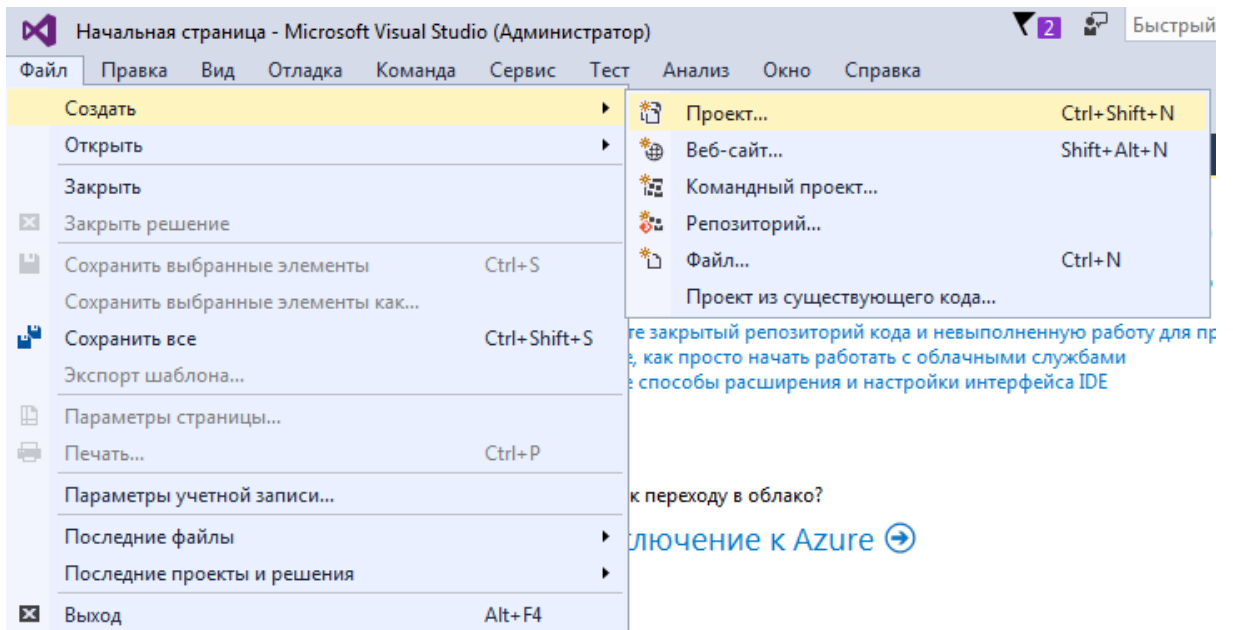 Начальная страница - Microsoft Visual Studio (Администратор)
2
Быстрый
Файл Правка Вид Отладка Команда Сервис Тест Анализ Окно Справка
Создать
Открыть
Закрыть
Закрыть решение
Сохранить выбранные элементы Ctrl+S
Сохранить выбранные элементы как...
Сохранить все Ctrl+Shift+S
Экспорт шаблона...
Параметры страницы...
Печать... Ctrl+P
Параметры учетной записи...
Последние файлы
Последние проекты и решения
Выход Alt+F4
Проект... Ctrl+Shift+N
Веб-сайт... Shift+Alt+N
Командный проект...
Репозиторий...
Файл... Ctrl+N
Проект из существующего кода...
закрытый репозиторий кода и невыполненную работу для
как просто начать работать с облачными службами
способы расширения и настройки интерфейса IDE
к переходу в облако?
лючение к Azure